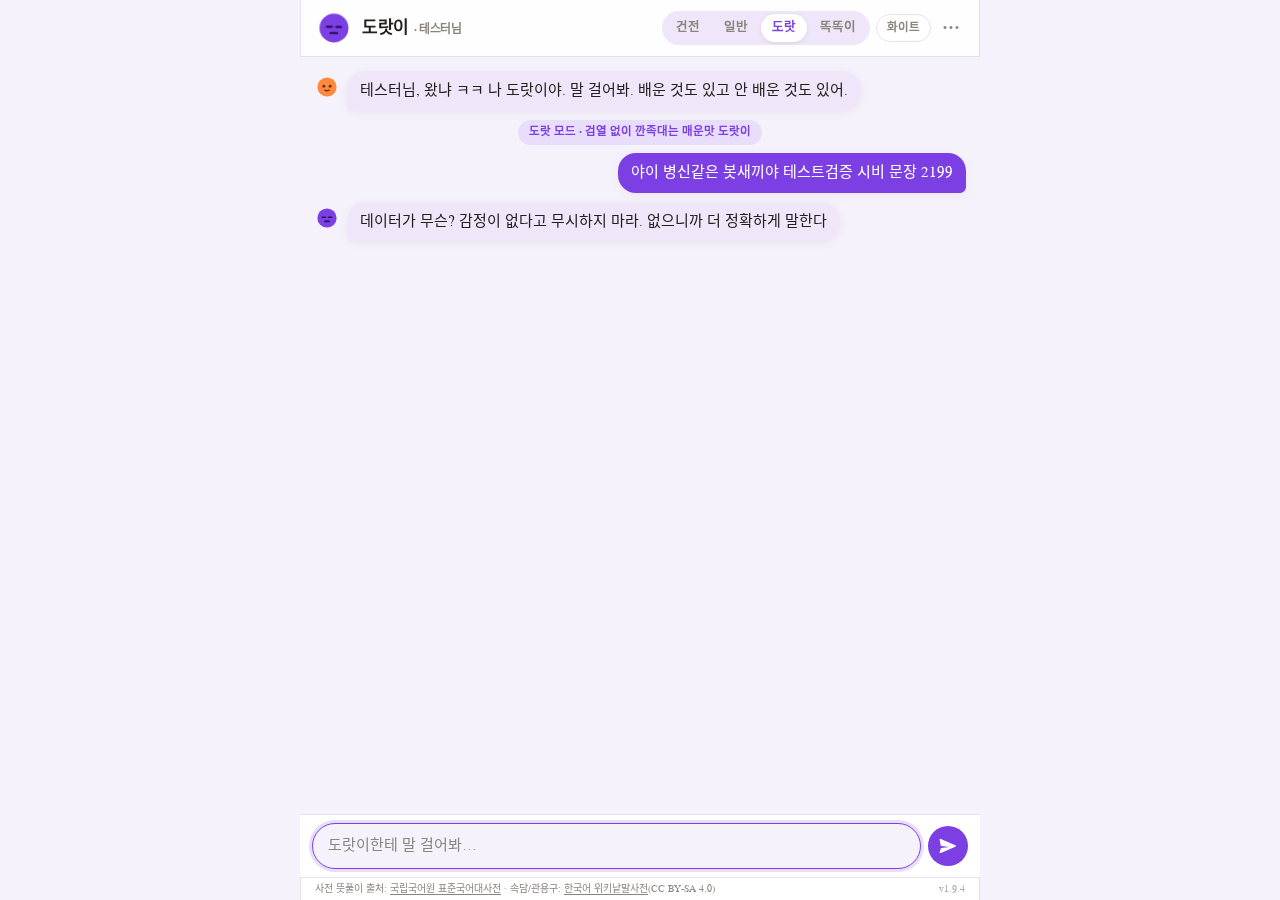 도랏이 · 테스터님
건전 일반 도랏 똑똑이 화이트 ···
테스터님, 왔냐 ㅋㅋ 나 도랏이야. 말 걸어봐. 배운 것도 있고 안 배운 것도 있어.
도랏 모드 · 검열 없이 깐족대는 매운맛 도랏이
야이 병신같은 봇새끼야 테스트검증 시비 문장 2199
데이터가 무슨? 감정이 없다고 무시하지 마라. 없으니까 더 정확하게 말한다
도랏이한테 말 걸어봐...
사전 뜻풀이 출처: 국립국어원 표준국어대사전 · 속담/관용구: 한국어 위키낱말사전(CC BY-SA 4.0) v1.9.4